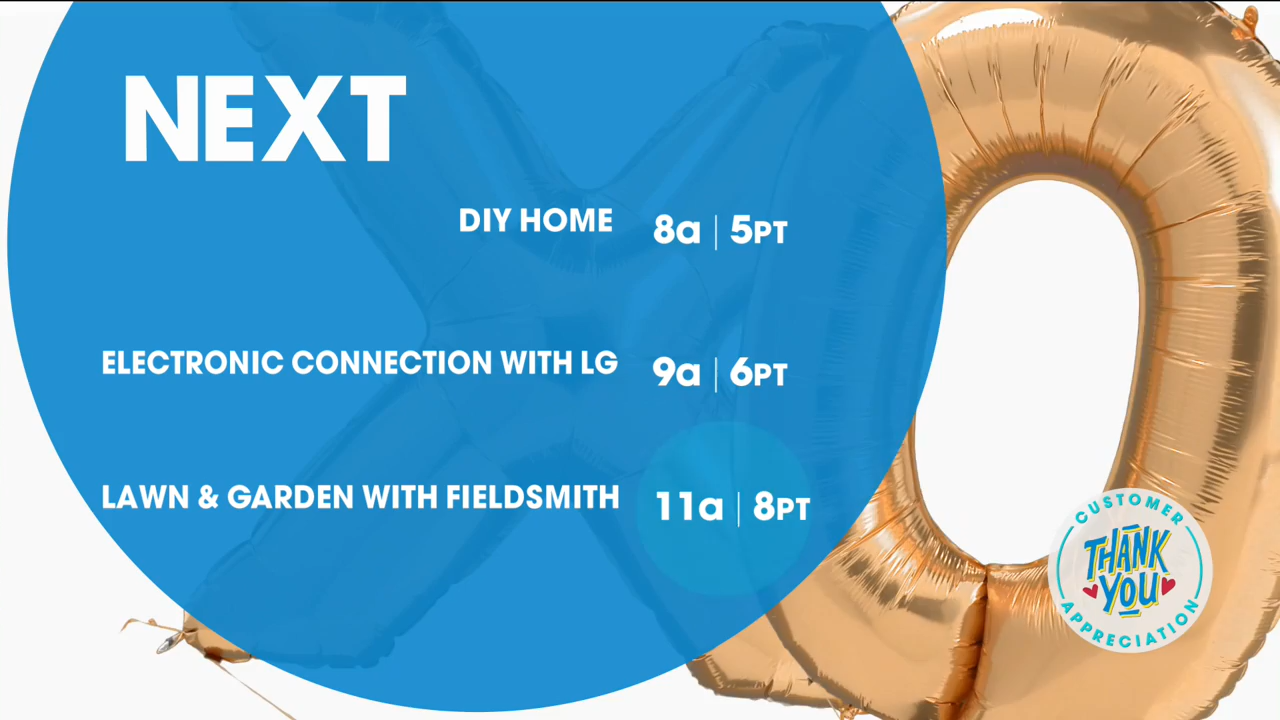 NEXT
DIY HOME 8a | 5PT
ELECTRONIC CONNECTION WITH LG 9a | 6PT
LAWN & GARDEN WITH FIELDSMITH 11a | 8PT
CUSTOMER
THANK
YOU
APPRECIATION